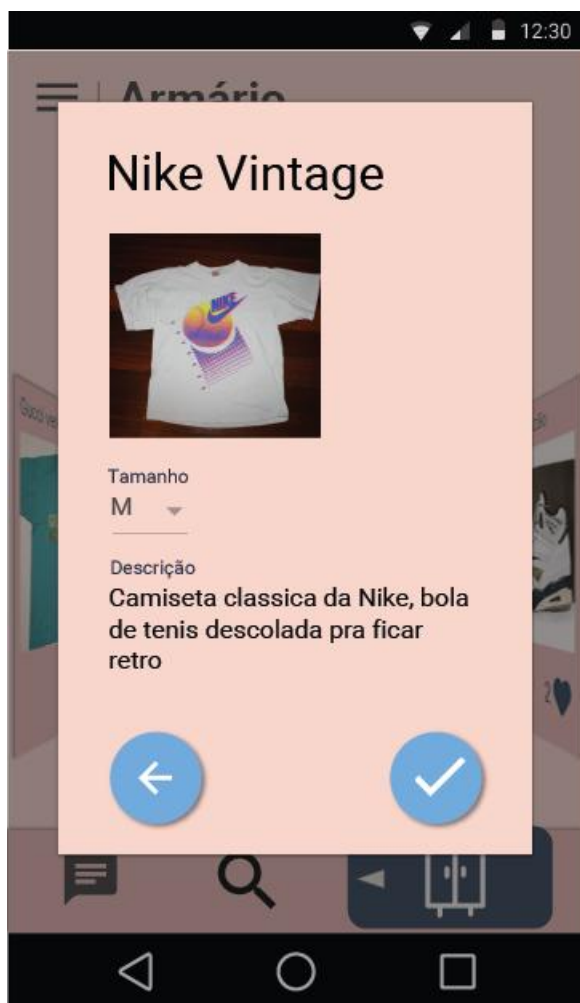 12:30
Armário
Nike Vintage
NIKE
Tamanho
M
Descrição
Camiseta classica da Nike, bola
de tenis descolada pra ficar
retro
2